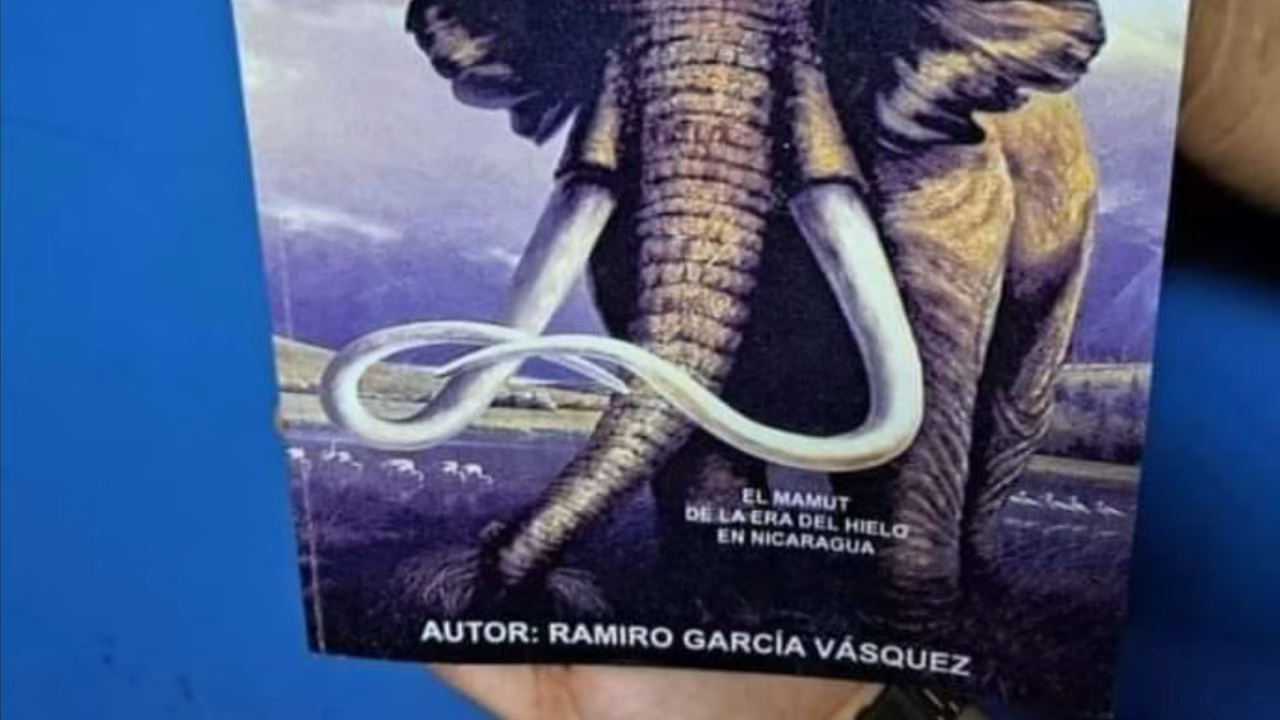 EL MAMUT
DE LA ERA DEL HIELO
EN NICARAGUA
AUTOR: RAMIRO GARCÍA VÁSQUEZ